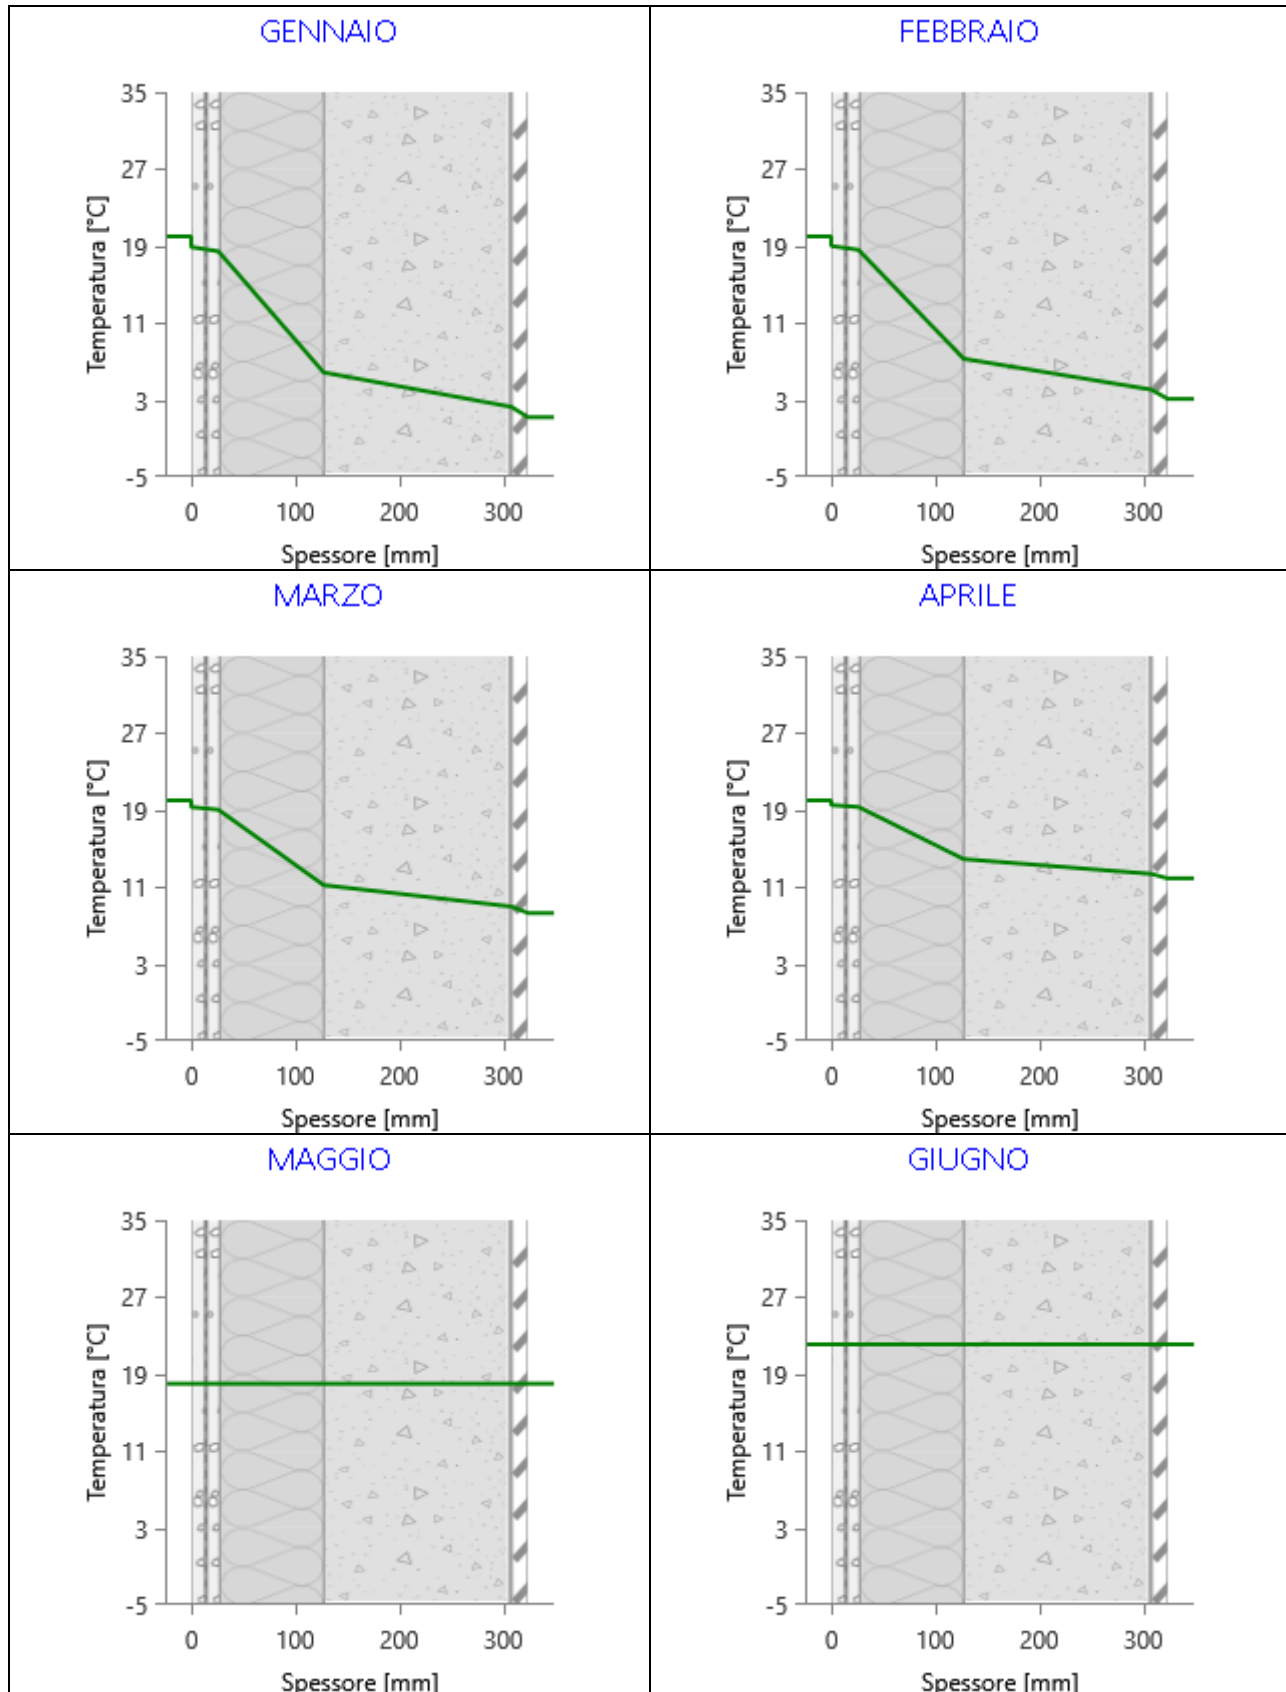 GENNAIO
35
27
19
11
3
-5
Temperatura [°C]
0 100 200 300
Spessore [mm]
FEBBRAIO
35
27
19
11
3
-5
Temperatura [°C]
0 100 200 300
Spessore [mm]
MARZO
35
27
19
11
3
-5
Temperatura [°C]
0 100 200 300
Spessore [mm]
APRILE
35
27
19
11
3
-5
Temperatura [°C]
0 100 200 300
Spessore [mm]
MAGGIO
35
27
19
11
3
-5
Temperatura [°C]
0 100 200 300
Spessore [mm]
GIUGNO
35
27
19
11
3
-5
Temperatura [°C]
0 100 200 300
Spessore [mm]